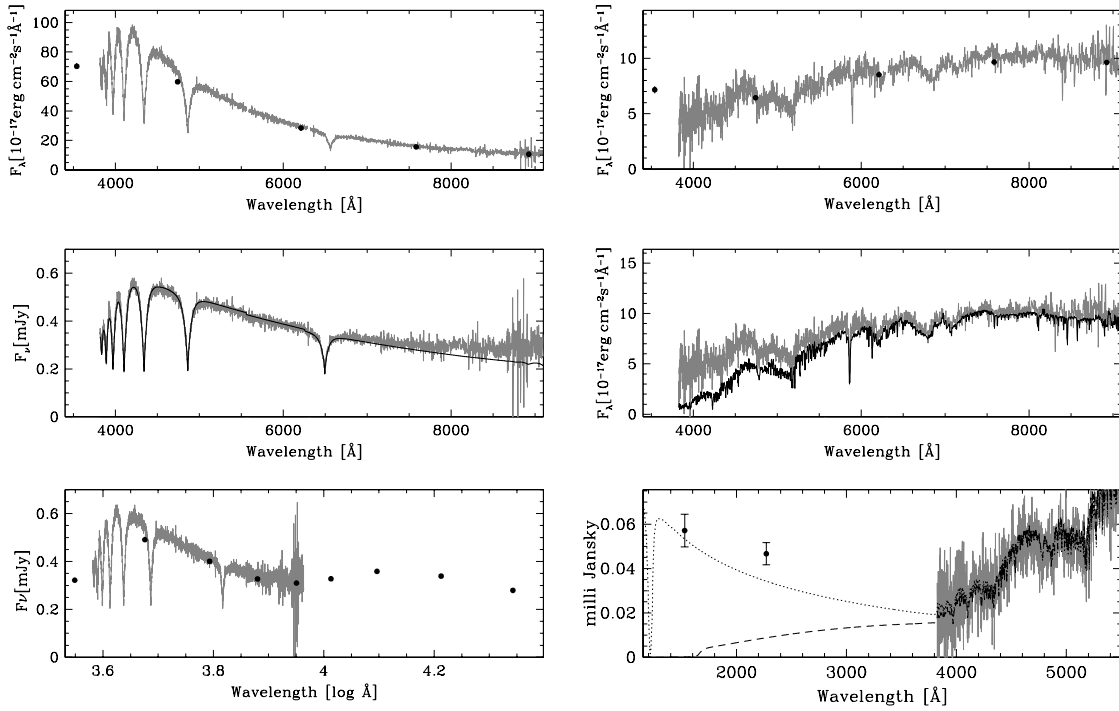 F_λ[10⁻¹⁷erg cm⁻²s⁻¹Å⁻¹]
100
80
60
40
20
0
4000 6000 8000
Wavelength [Å]
F_λ[10⁻¹⁷erg cm⁻²s⁻¹Å⁻¹]
10
5
0
4000 6000 8000
Wavelength [Å]
F_ν[mJy]
0.6
0.4
0.2
0
4000 6000 8000
Wavelength [Å]
F_λ[10⁻¹⁷erg cm⁻²s⁻¹Å⁻¹]
15
10
5
0
4000 6000 8000
Wavelength [Å]
Fν[mJy]
0.6
0.4
0.2
0
3.6 3.8 4 4.2
Wavelength [log Å]
milli Jansky
0.06
0.04
0.02
0
2000 3000 4000 5000
Wavelength [Å]